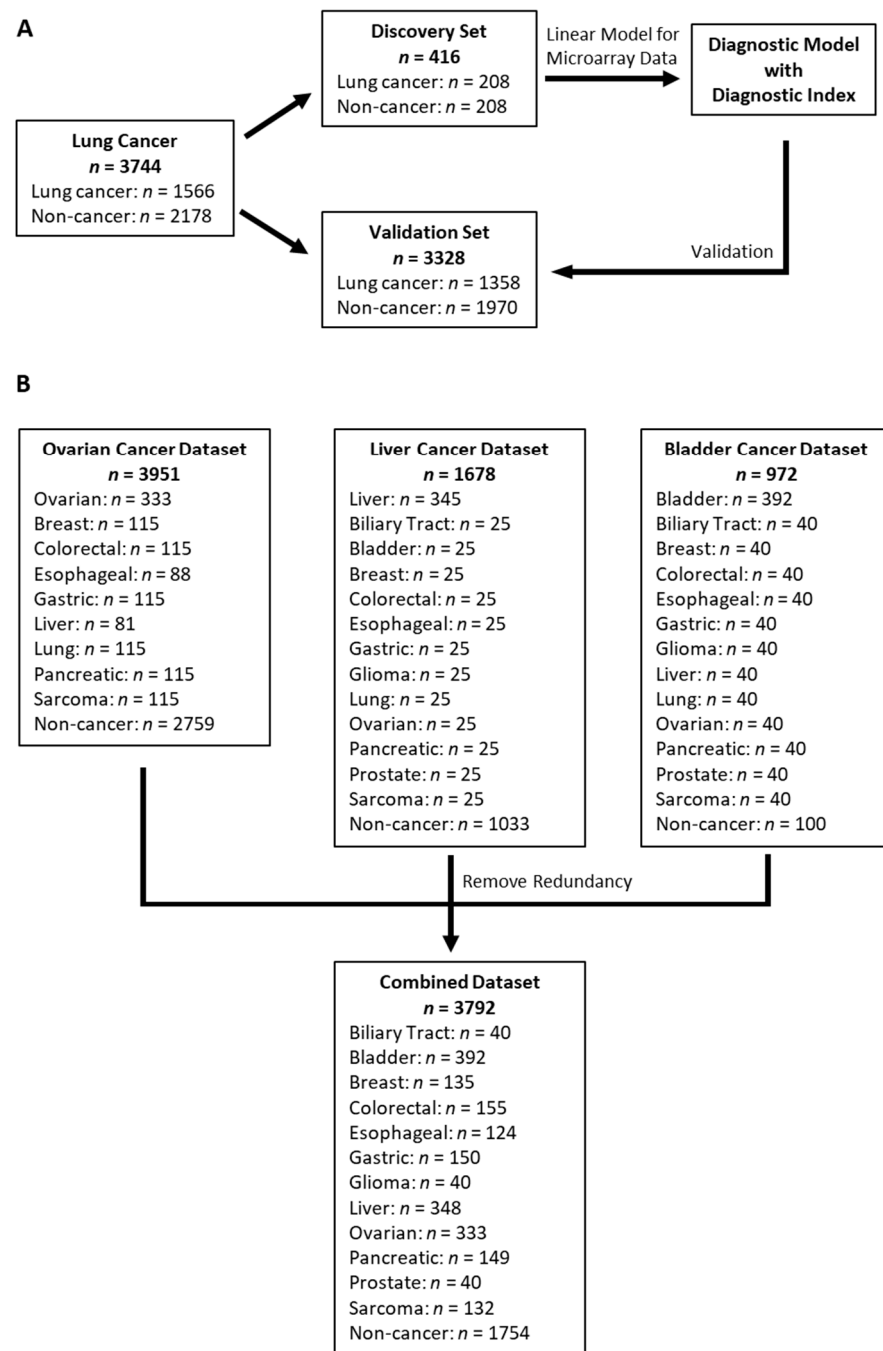 A
Lung Cancer
n = 3744
Lung cancer: n = 1566
Non-cancer: n = 2178
Discovery Set
n = 416
Lung cancer: n = 208
Non-cancer: n = 208
Linear Model for
Microarray Data
Diagnostic Model
with
Diagnostic Index
Validation Set
n = 3328
Lung cancer: n = 1358
Non-cancer: n = 1970
Validation
B
Ovarian Cancer Dataset
n = 3951
Ovarian: n = 333
Breast: n = 115
Colorectal: n = 115
Esophageal: n = 88
Gastric: n = 115
Liver: n = 81
Lung: n = 115
Pancreatic: n = 115
Sarcoma: n = 115
Non-cancer: n = 2759
Liver Cancer Dataset
n = 1678
Liver: n = 345
Biliary Tract: n = 25
Bladder: n = 25
Breast: n = 25
Colorectal: n = 25
Esophageal: n = 25
Gastric: n = 25
Glioma: n = 25
Lung: n = 25
Ovarian: n = 25
Pancreatic: n = 25
Prostate: n = 25
Sarcoma: n = 25
Non-cancer: n = 1033
Bladder Cancer Dataset
n = 972
Bladder: n = 392
Biliary Tract: n = 40
Breast: n = 40
Colorectal: n = 40
Esophageal: n = 40
Gastric: n = 40
Glioma: n = 40
Liver: n = 40
Lung: n = 40
Ovarian: n = 40
Pancreatic: n = 40
Prostate: n = 40
Sarcoma: n = 40
Non-cancer: n = 100
Remove Redundancy
Combined Dataset
n = 3792
Biliary Tract: n = 40
Bladder: n = 392
Breast: n = 135
Colorectal: n = 155
Esophageal: n = 124
Gastric: n = 150
Glioma: n = 40
Liver: n = 348
Ovarian: n = 333
Pancreatic: n = 149
Prostate: n = 40
Sarcoma: n = 132
Non-cancer: n = 1754